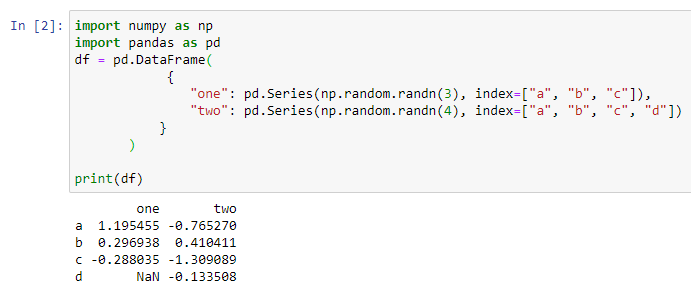 In [2]: import numpy as np
import pandas as pd
df = pd.DataFrame(
            {
               "one": pd.Series(np.random.randn(3), index=["a", "b", "c"]),
               "two": pd.Series(np.random.randn(4), index=["a", "b", "c", "d"])
           }
       )

print(df)
        one       two
a  1.195455 -0.765270
b  0.296938  0.410411
c -0.288035 -1.309089
d       NaN -0.133508